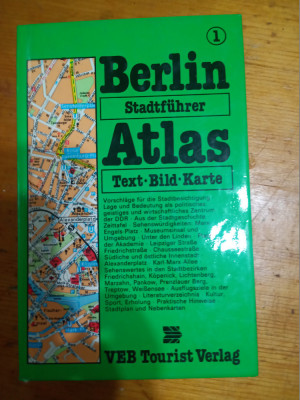 1
Berlin
Stadtführer
Atlas
Text·Bild·Karte
Vorschläge für die Stadtbesichtigung
Lage und Bedeutung als politisches,
geistiges und wirtschaftliches Zentrum
der DDR · Aus der Stadtgeschichte
Zeittafel · Sehenswürdigkeiten: Marx-
Engels-Platz · Museumsinsel und
Umgebung · Unter den Linden · Platz
der Akademie · Leipziger Straße
Friedrichstraße · Chausseestraße
Südliche und östliche Innenstadt
Alexanderplatz · Karl-Marx-Allee
Sehenswertes in den Stadtbezirken
Friedrichshain, Köpenick, Lichtenberg,
Marzahn, Pankow, Prenzlauer Berg,
Treptow, Weißensee · Ausflugsziele in der
Umgebung · Literaturverzeichnis · Kultur,
Sport, Erholung · Praktische Hinweise
Stadtplan und Nebenkarten
VEB Tourist Verlag